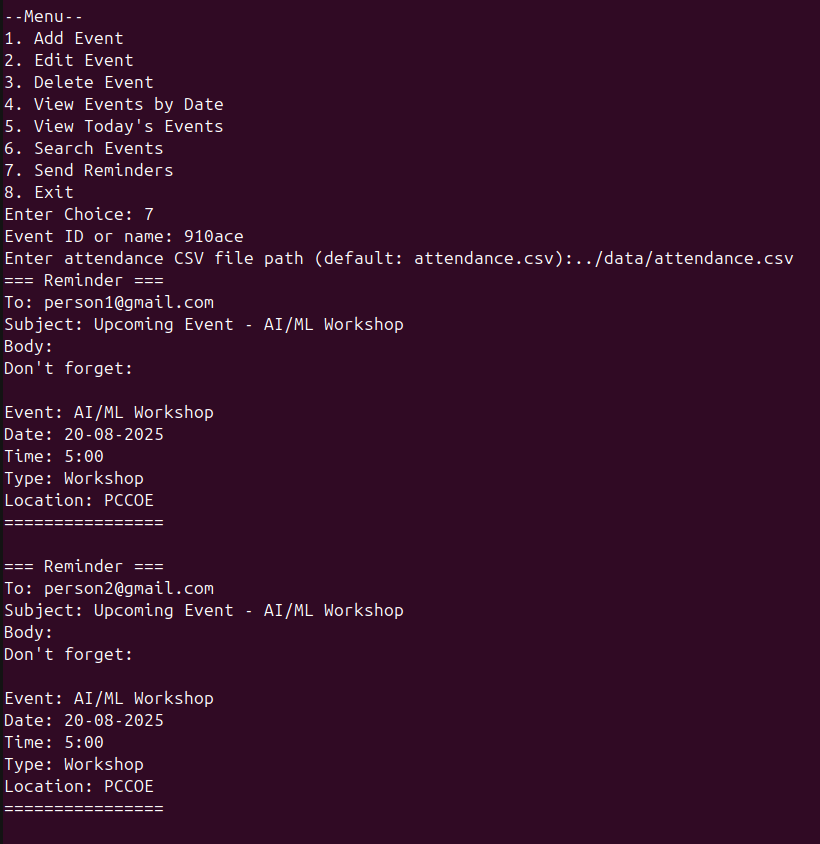 --Menu--
1. Add Event
2. Edit Event
3. Delete Event
4. View Events by Date
5. View Today's Events
6. Search Events
7. Send Reminders
8. Exit
Enter Choice: 7
Event ID or name: 910ace
Enter attendance CSV file path (default: attendance.csv):../data/attendance.csv
=== Reminder ===
To: person1@gmail.com
Subject: Upcoming Event - AI/ML Workshop
Body:
Don't forget:

Event: AI/ML Workshop
Date: 20-08-2025
Time: 5:00
Type: Workshop
Location: PCCOE
================

=== Reminder ===
To: person2@gmail.com
Subject: Upcoming Event - AI/ML Workshop
Body:
Don't forget:

Event: AI/ML Workshop
Date: 20-08-2025
Time: 5:00
Type: Workshop
Location: PCCOE
================